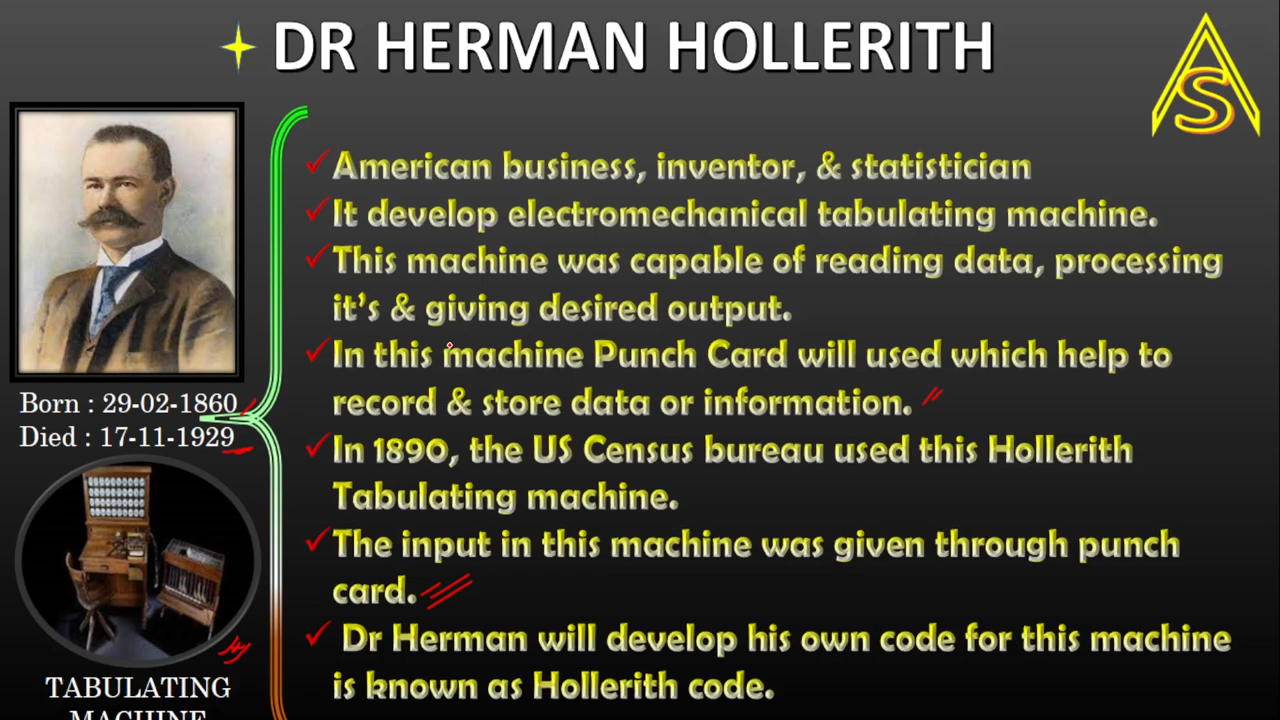 DR HERMAN HOLLERITH
AS
American business, inventor, & statistician
It develop electromechanical tabulating machine.
This machine was capable of reading data, processing
it's & giving desired output.
In this machine Punch Card will used which help to
record & store data or information.
In 1890, the US Census bureau used this Hollerith
Tabulating machine.
The input in this machine was given through punch
card.
Dr Herman will develop his own code for this machine
is known as Hollerith code.
Born : 29-02-1860
Died : 17-11-1929
TABULATING
MACHINE